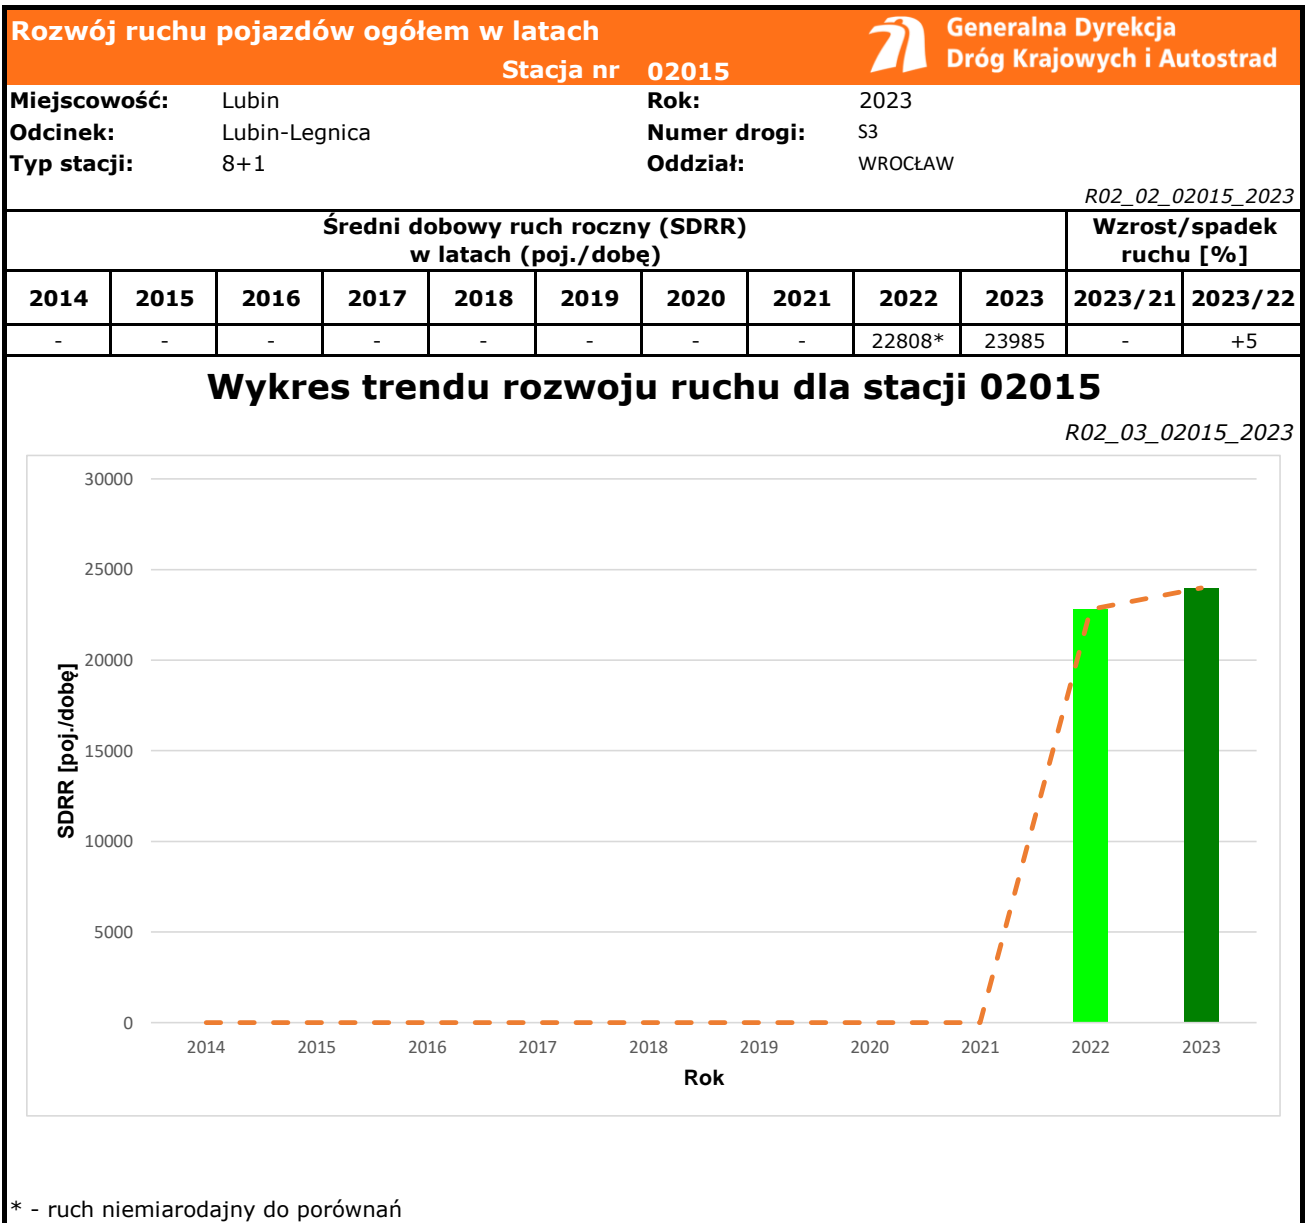 Rozwój ruchu pojazdów ogółem w latach
Stacja nr 02015
Generalna Dyrekcja
Dróg Krajowych i Autostrad
Miejscowość: Lubin Rok: 2023
Odcinek: Lubin-Legnica Numer drogi: S3
Typ stacji: 8+1 Oddział: WROCŁAW
R02_02_02015_2023
Średni dobowy ruch roczny (SDRR)
w latach (poj./dobę)
Wzrost/spadek
ruchu [%]
2014 2015 2016 2017 2018 2019 2020 2021 2022 2023 2023/21 2023/22
- - - - - - - - 22808* 23985 - +5
Wykres trendu rozwoju ruchu dla stacji 02015
R02_03_02015_2023
30000
25000
20000
15000
10000
5000
0
SDRR [poj./dobę]
2014 2015 2016 2017 2018 2019 2020 2021 2022 2023
Rok
* - ruch niemiarodajny do porównań